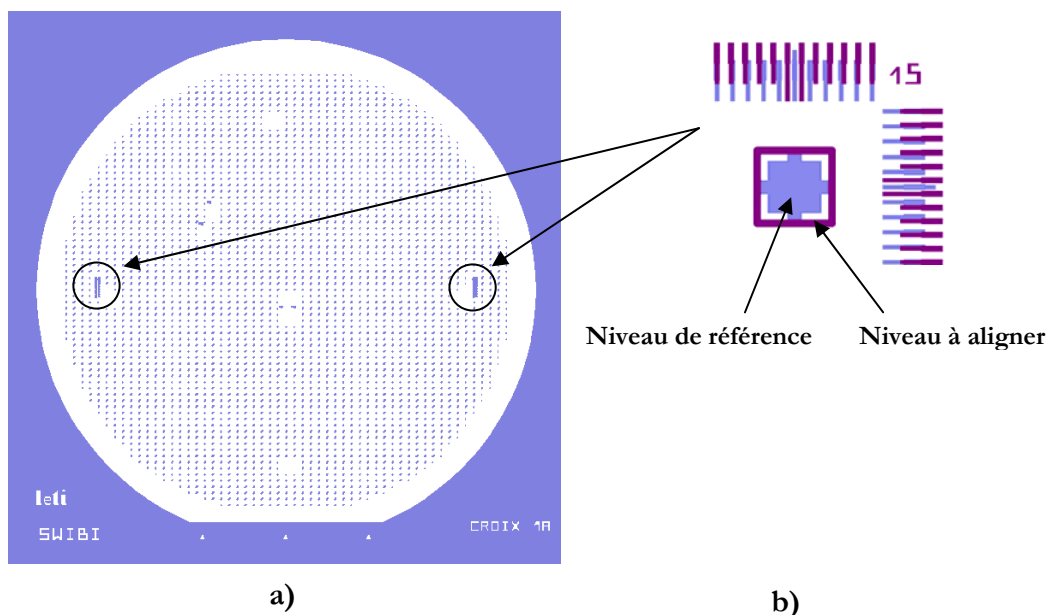 15
Niveau de référence
Niveau à aligner
leti
SWIBI
CROIX 1A
a)
b)